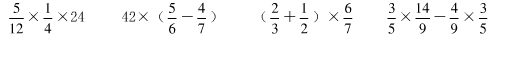 5/12 × 1/4 × 24    42 ×（5/6 − 4/7）    （2/3 + 1/2）× 6/7    3/5 × 14/9 − 4/9 × 3/5